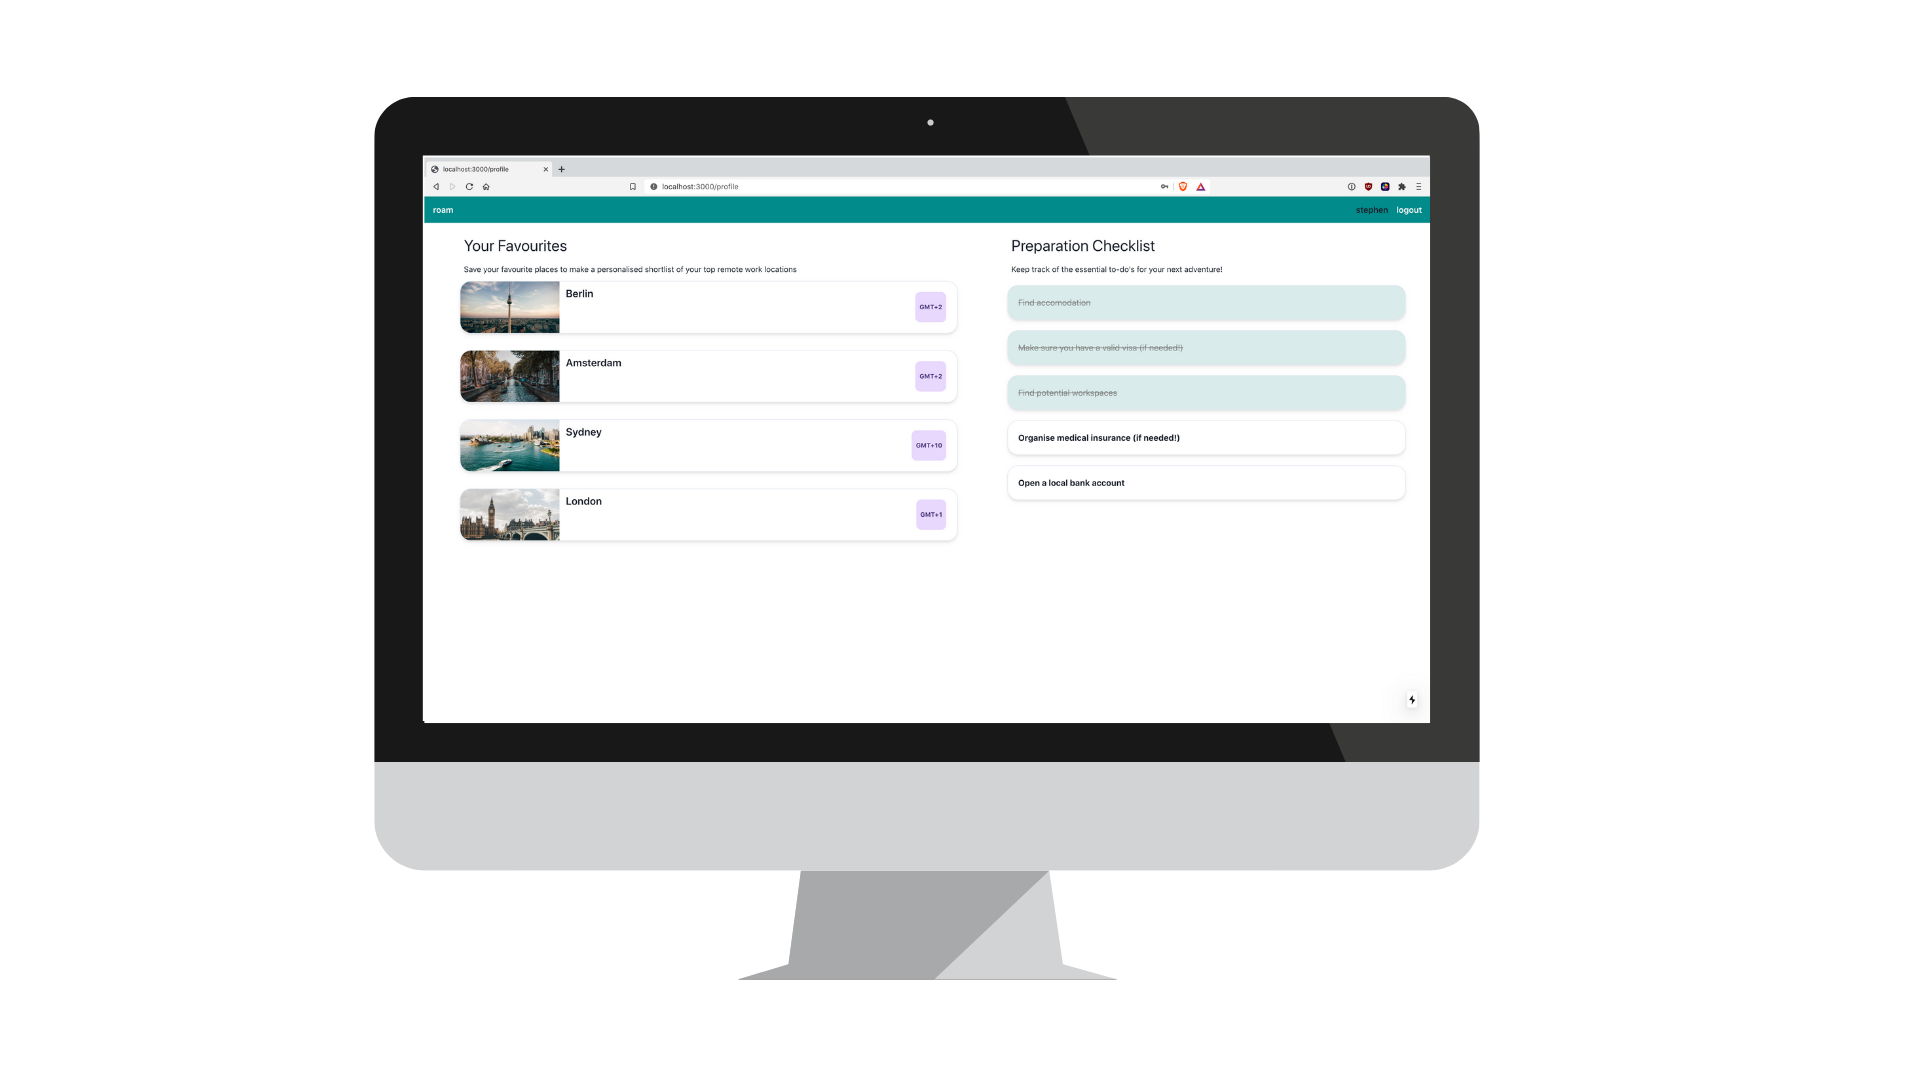 localhost:3000/profile
localhost:3000/profile
roam
stephen logout
Your Favourites
Save your favourite places to make a personalised shortlist of your top remote work locations
Berlin
GMT+2
Amsterdam
GMT+2
Sydney
GMT+10
London
GMT+1
Preparation Checklist
Keep track of the essential to-do's for your next adventure!
Find accomodation
Make sure you have a valid visa (if needed!)
Find potential workspaces
Organise medical insurance (if needed!)
Open a local bank account